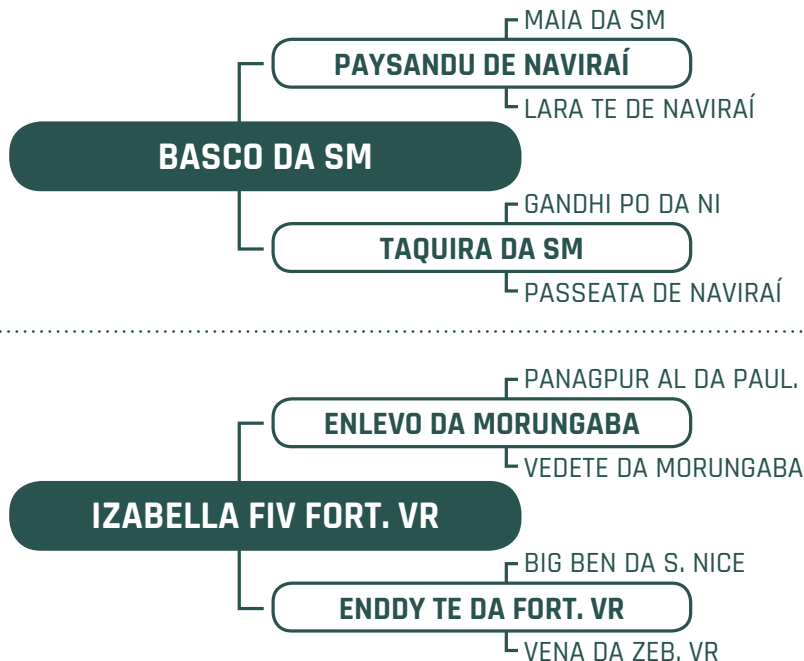 MAIA DA SM
PAYSANDU DE NAVIRAÍ
LARA TE DE NAVIRAÍ
BASCO DA SM
GANDHI PO DA NI
TAQUIRA DA SM
PASSEATA DE NAVIRAÍ
PANAGPUR AL DA PAUL.
ENLEVO DA MORUNGABA
VEDETE DA MORUNGABA
IZABELLA FIV FORT. VR
BIG BEN DA S. NICE
ENDDY TE DA FORT. VR
VENA DA ZEB. VR